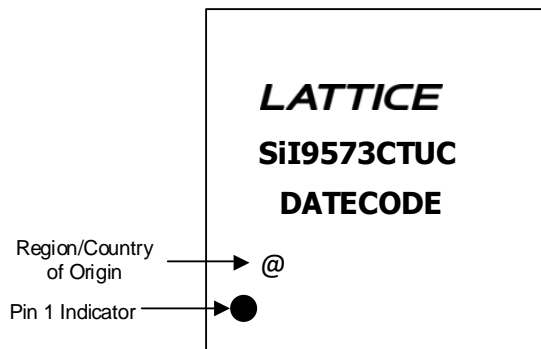 LATTICE
SiI9573CTUC
DATECODE
Region/Country
of Origin
@
Pin 1 Indicator